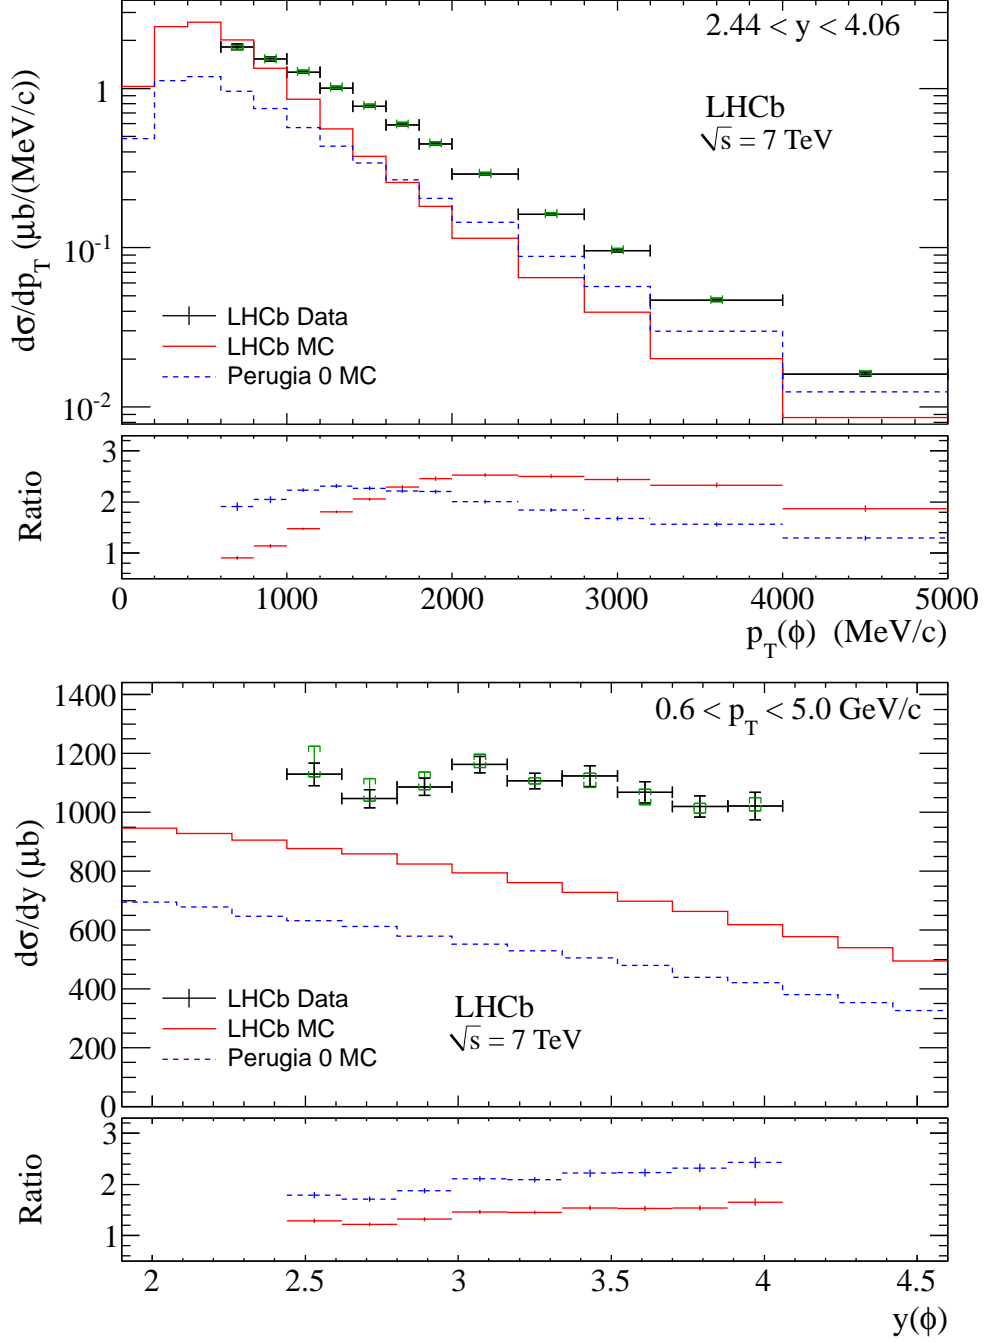 2.44 < y < 4.06
LHCb
√s = 7 TeV
dσ/dp_T (μb/(MeV/c)
1
10^-1
10^-2
LHCb Data
LHCb MC
Perugia 0 MC
Ratio
3
2
1
0 1000 2000 3000 4000 5000
p_T(ϕ) (MeV/c)
0.6 < p_T < 5.0 GeV/c
dσ/dy (μb)
1400
1200
1000
800
600
400
200
0
LHCb Data
LHCb MC
Perugia 0 MC
LHCb
√s = 7 TeV
Ratio
3
2
1
2 2.5 3 3.5 4 4.5
y(ϕ)